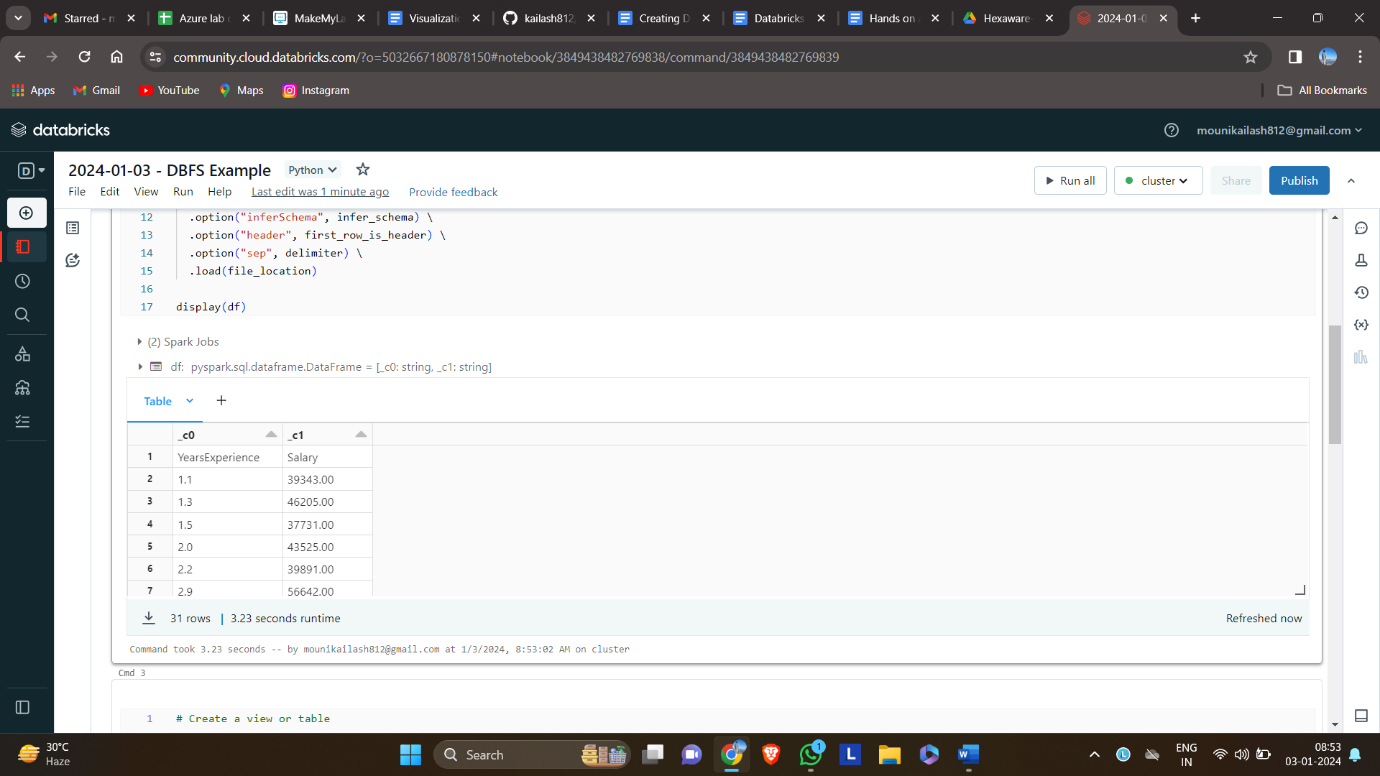 Starred - m
Azure lab
MakeMyLa
Visualizati
kailash812
Creating D
Databricks
Hands on
Hexaware
2024-01-0
community.cloud.databricks.com/?o=5032667180878150#notebook/3849438482769838/command/3849438482769839
Apps
Gmail
YouTube
Maps
Instagram
All Bookmarks
databricks
mounikailash812@gmail.com
D
2024-01-03 - DBFS Example
Python
File Edit View Run Help Last edit was 1 minute ago Provide feedback
Run all
cluster
Share
Publish
12 .option("inferSchema", infer_schema) \
13 .option("header", first_row_is_header) \
14 .option("sep", delimiter) \
15 .load(file_location)
16
17 display(df)
(2) Spark Jobs
df: pyspark.sql.dataframe.DataFrame = [_c0: string, _c1: string]
Table +
_c0 _c1
1 YearsExperience Salary
2 1.1 39343.00
3 1.3 46205.00
4 1.5 37731.00
5 2.0 43525.00
6 2.2 39891.00
7 2.9 56642.00
31 rows | 3.23 seconds runtime
Refreshed now
Command took 3.23 seconds -- by mounikailash812@gmail.com at 1/3/2024, 8:53:02 AM on cluster
Cmd 3
1 # Create a view or table
30°C
Haze
Search
1
L
W
ENG
IN
08:53
03-01-2024